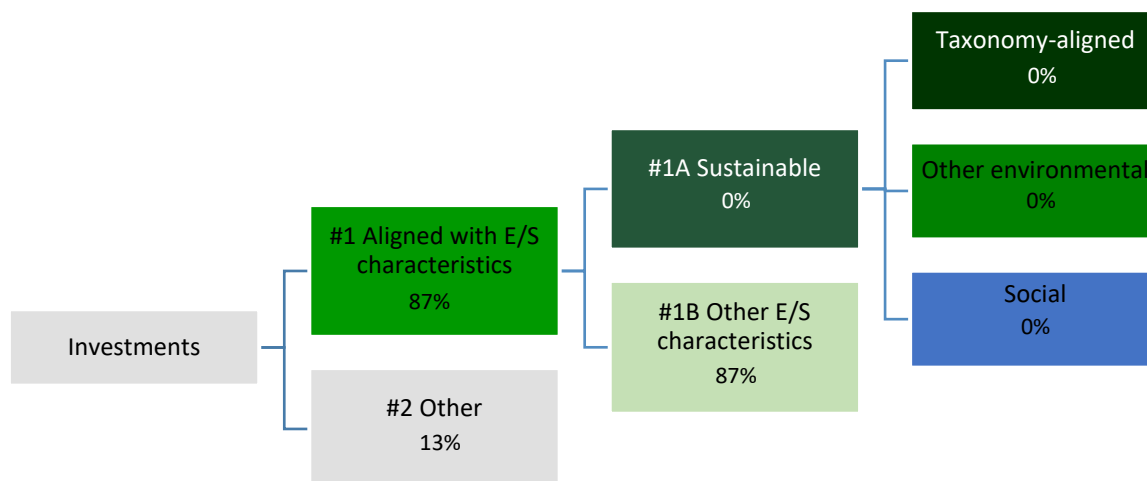 Investments
#1 Aligned with E/S
characteristics
87%
#2 Other
13%
#1A Sustainable
0%
#1B Other E/S
characteristics
87%
Taxonomy-aligned
0%
Other environmental
0%
Social
0%